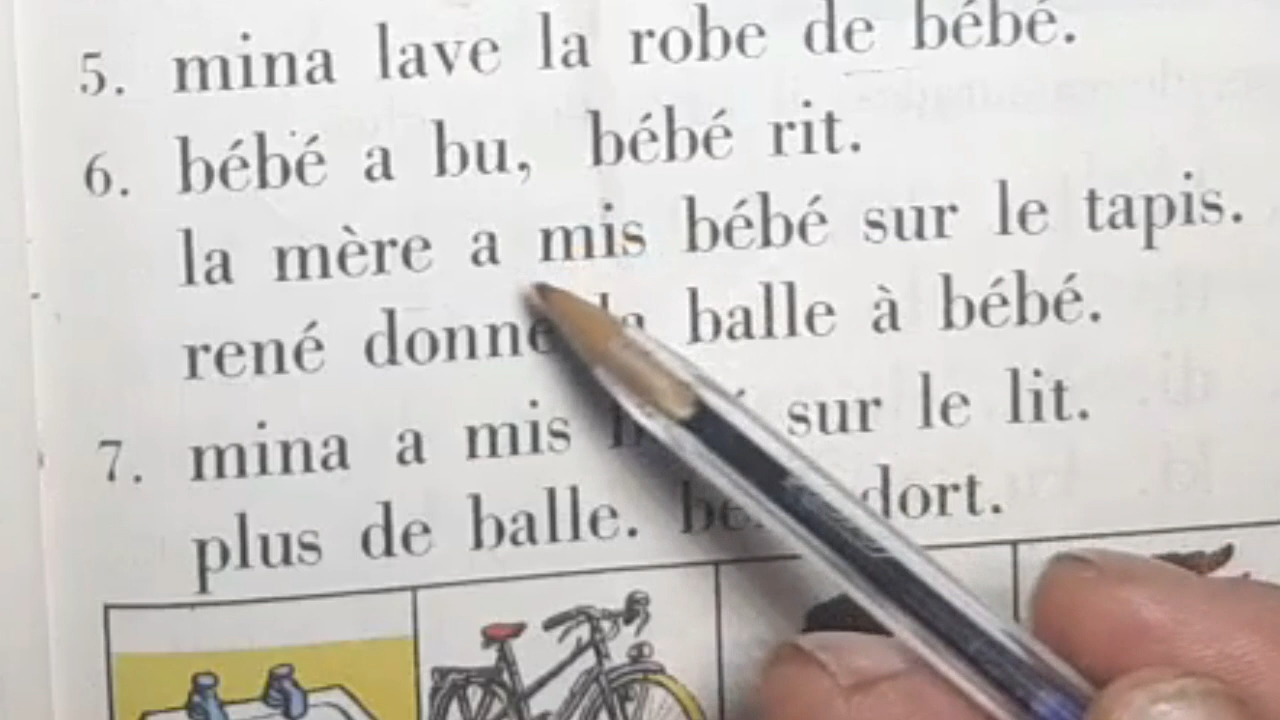 5. mina lave la robe de bébé.
6. bébé a bu, bébé rit.
la mère a mis bébé sur le tapis.
rené donne la balle à bébé.
7. mina a mis sur le lit.
plus de balle. dort.